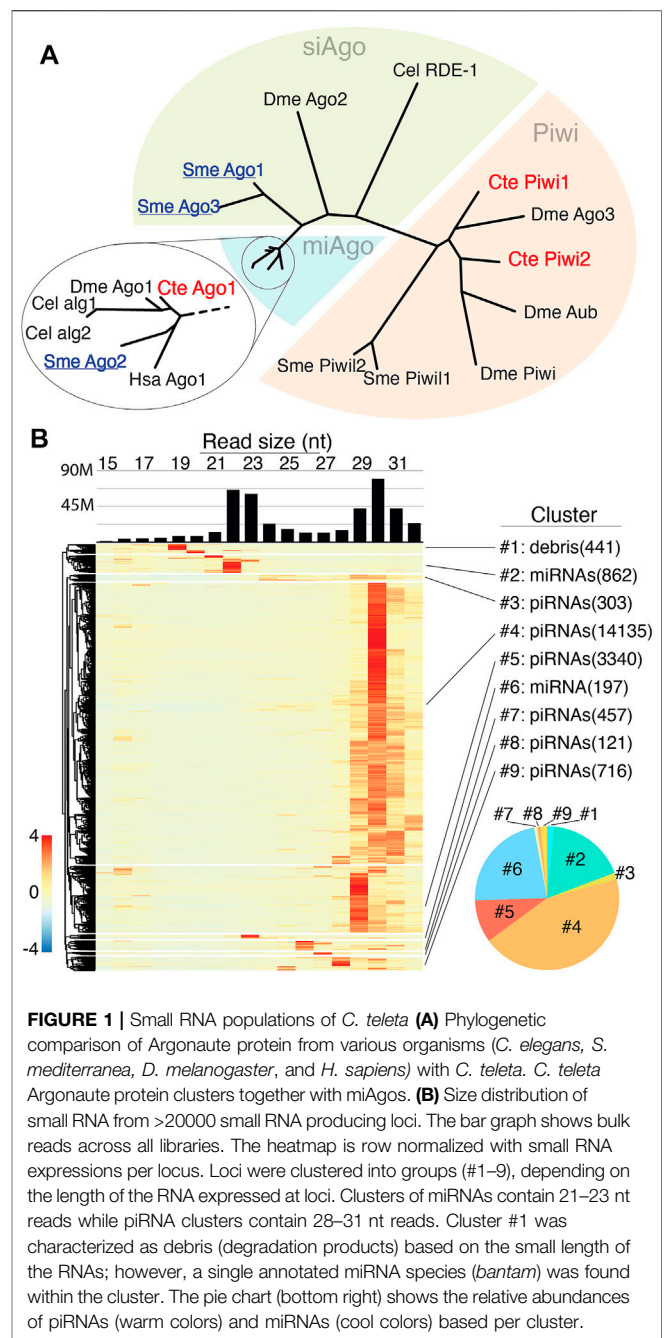 A
siAgo
Cel RDE-1
Dme Ago2
Piwi
Sme Ago1
Cte Piwi1
Sme Ago3
Dme Ago3
miAgo
Cte Piwi2
Dme Ago1
Cte Ago1
Cel alg1
Dme Aub
Cel alg2
Sme Ago2
Hsa Ago1
Sme Piwil2
Sme Piwil1
Dme Piwi
B
Read size (nt)
90M
15 17 19 21 23 25 27 29 31
45M
Cluster
#1: debris(441)
#2: miRNAs(862)
#3: piRNAs(303)
#4: piRNAs(14135)
#5: piRNAs(3340)
#6: miRNA(197)
#7: piRNAs(457)
#8: piRNAs(121)
#9: piRNAs(716)
#7 #8 #9 #1
#2
#3
#6
#5
#4
4
0
-4
FIGURE 1 | Small RNA populations of C. teleta (A) Phylogenetic
comparison of Argonaute protein from various organisms (C. elegans, S.
mediterranea, D. melanogaster, and H. sapiens) with C. teleta. C. teleta
Argonaute protein clusters together with miAgos. (B) Size distribution of
small RNA from >20000 small RNA producing loci. The bar graph shows bulk
reads across all libraries. The heatmap is row normalized with small RNA
expressions per locus. Loci were clustered into groups (#1–9), depending on
the length of the RNA expressed at loci. Clusters of miRNAs contain 21–23 nt
reads while piRNA clusters contain 28–31 nt reads. Cluster #1 was
characterized as debris (degradation products) based on the small length of
the RNAs; however, a single annotated miRNA species (bantam) was found
within the cluster. The pie chart (bottom right) shows the relative abundances
of piRNAs (warm colors) and miRNAs (cool colors) based per cluster.